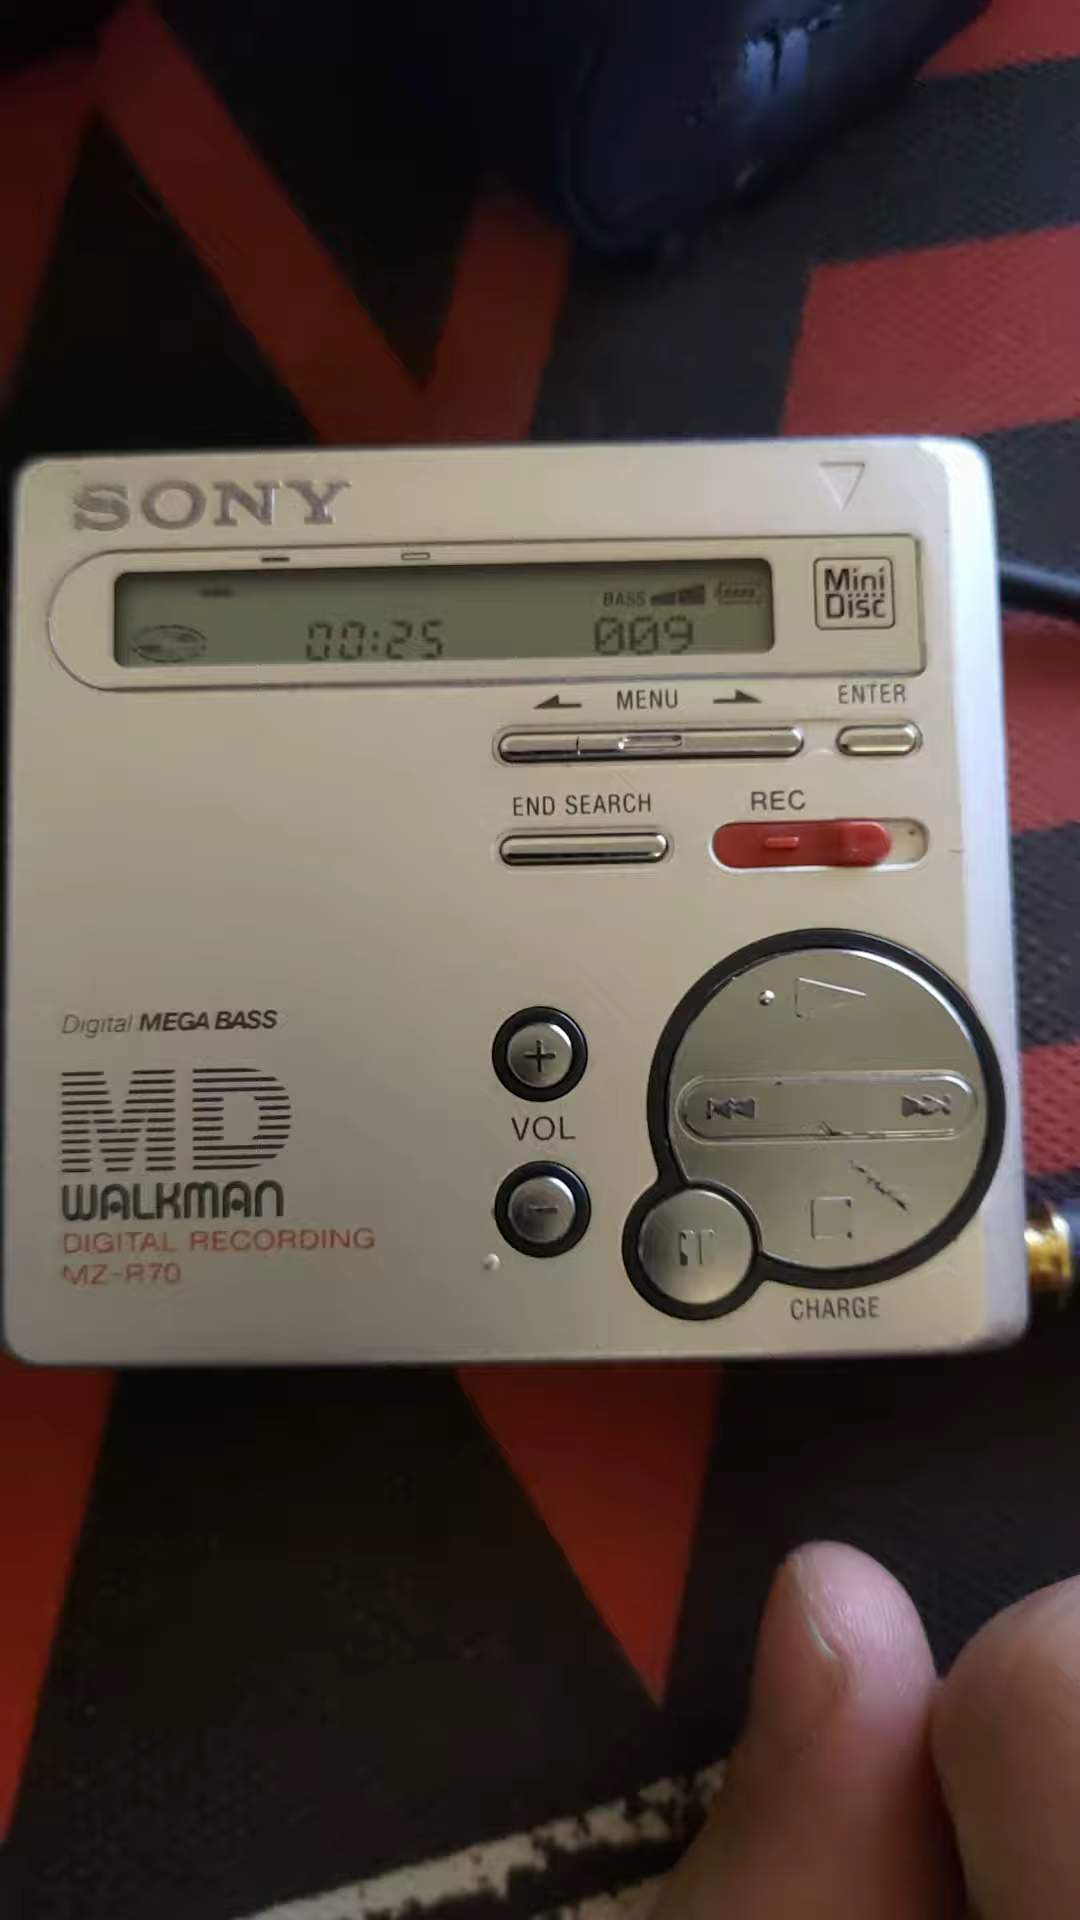 SONY
Mini
Disc
BASS
00:25
009
MENU
ENTER
END SEARCH
REC
Digital MEGA BASS
MD
VOL
WALKMAN
DIGITAL RECORDING
MZ-R70
CHARGE